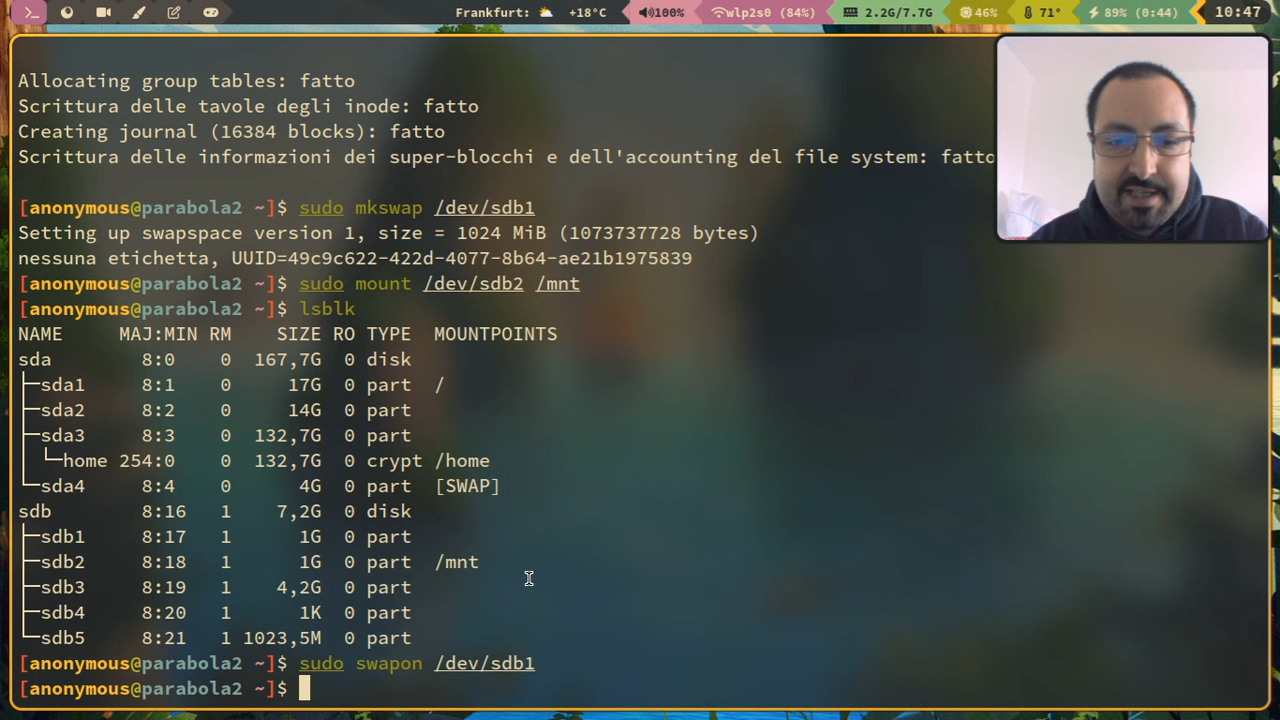 Frankfurt: +18°C 100% wlp2s0 (84%) 2.2G/7.7G 46% 71° 89% (0:44) 10:47
Allocating group tables: fatto
Scrittura delle tavole degli inode: fatto
Creating journal (16384 blocks): fatto
Scrittura delle informazioni dei super-blocchi e dell'accounting del file system: fatto
[anonymous@parabola2 ~]$ sudo mkswap /dev/sdb1
Setting up swapspace version 1, size = 1024 MiB (1073737728 bytes)
nessuna etichetta, UUID=49c9c622-422d-4077-8b64-ae21b1975839
[anonymous@parabola2 ~]$ sudo mount /dev/sdb2 /mnt
[anonymous@parabola2 ~]$ lsblk
NAME MAJ:MIN RM SIZE RO TYPE MOUNTPOINTS
sda 8:0 0 167,7G 0 disk
├─sda1 8:1 0 17G 0 part /
├─sda2 8:2 0 14G 0 part
├─sda3 8:3 0 132,7G 0 part
│ └─home 254:0 0 132,7G 0 crypt /home
└─sda4 8:4 0 4G 0 part [SWAP]
sdb 8:16 1 7,2G 0 disk
├─sdb1 8:17 1 1G 0 part
├─sdb2 8:18 1 1G 0 part /mnt
├─sdb3 8:19 1 4,2G 0 part
├─sdb4 8:20 1 1K 0 part
└─sdb5 8:21 1 1023,5M 0 part
[anonymous@parabola2 ~]$ sudo swapon /dev/sdb1
[anonymous@parabola2 ~]$